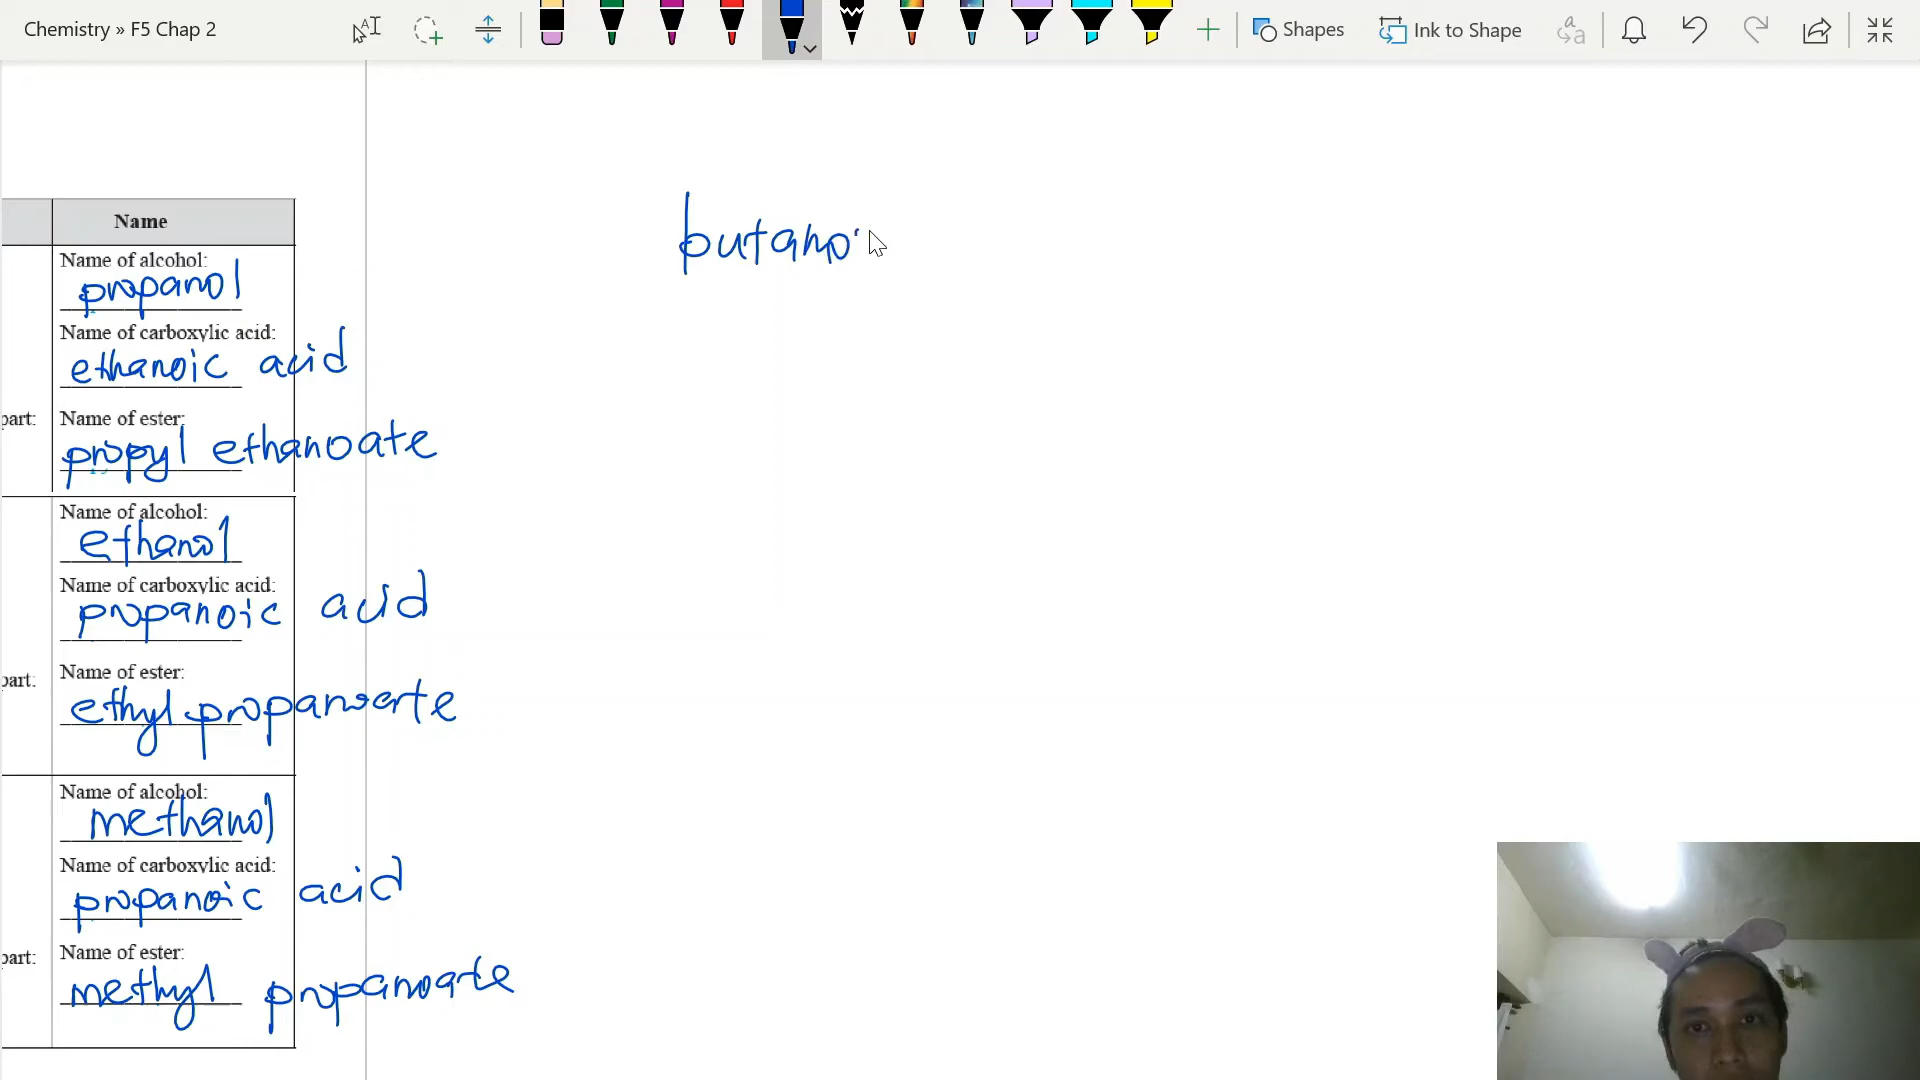 Chemistry » F5 Chap 2
Shapes
Ink to Shape
butano
Name
Name of alcohol:
propanol
Name of carboxylic acid:
ethanoic acid
part:
Name of ester:
propyl ethanoate
Name of alcohol:
ethanol
Name of carboxylic acid:
propanoic acid
Name of ester:
part:
ethyl propanoate
Name of alcohol:
methanol
Name of carboxylic acid:
propanoic acid
Name of ester:
part:
methyl propanoate